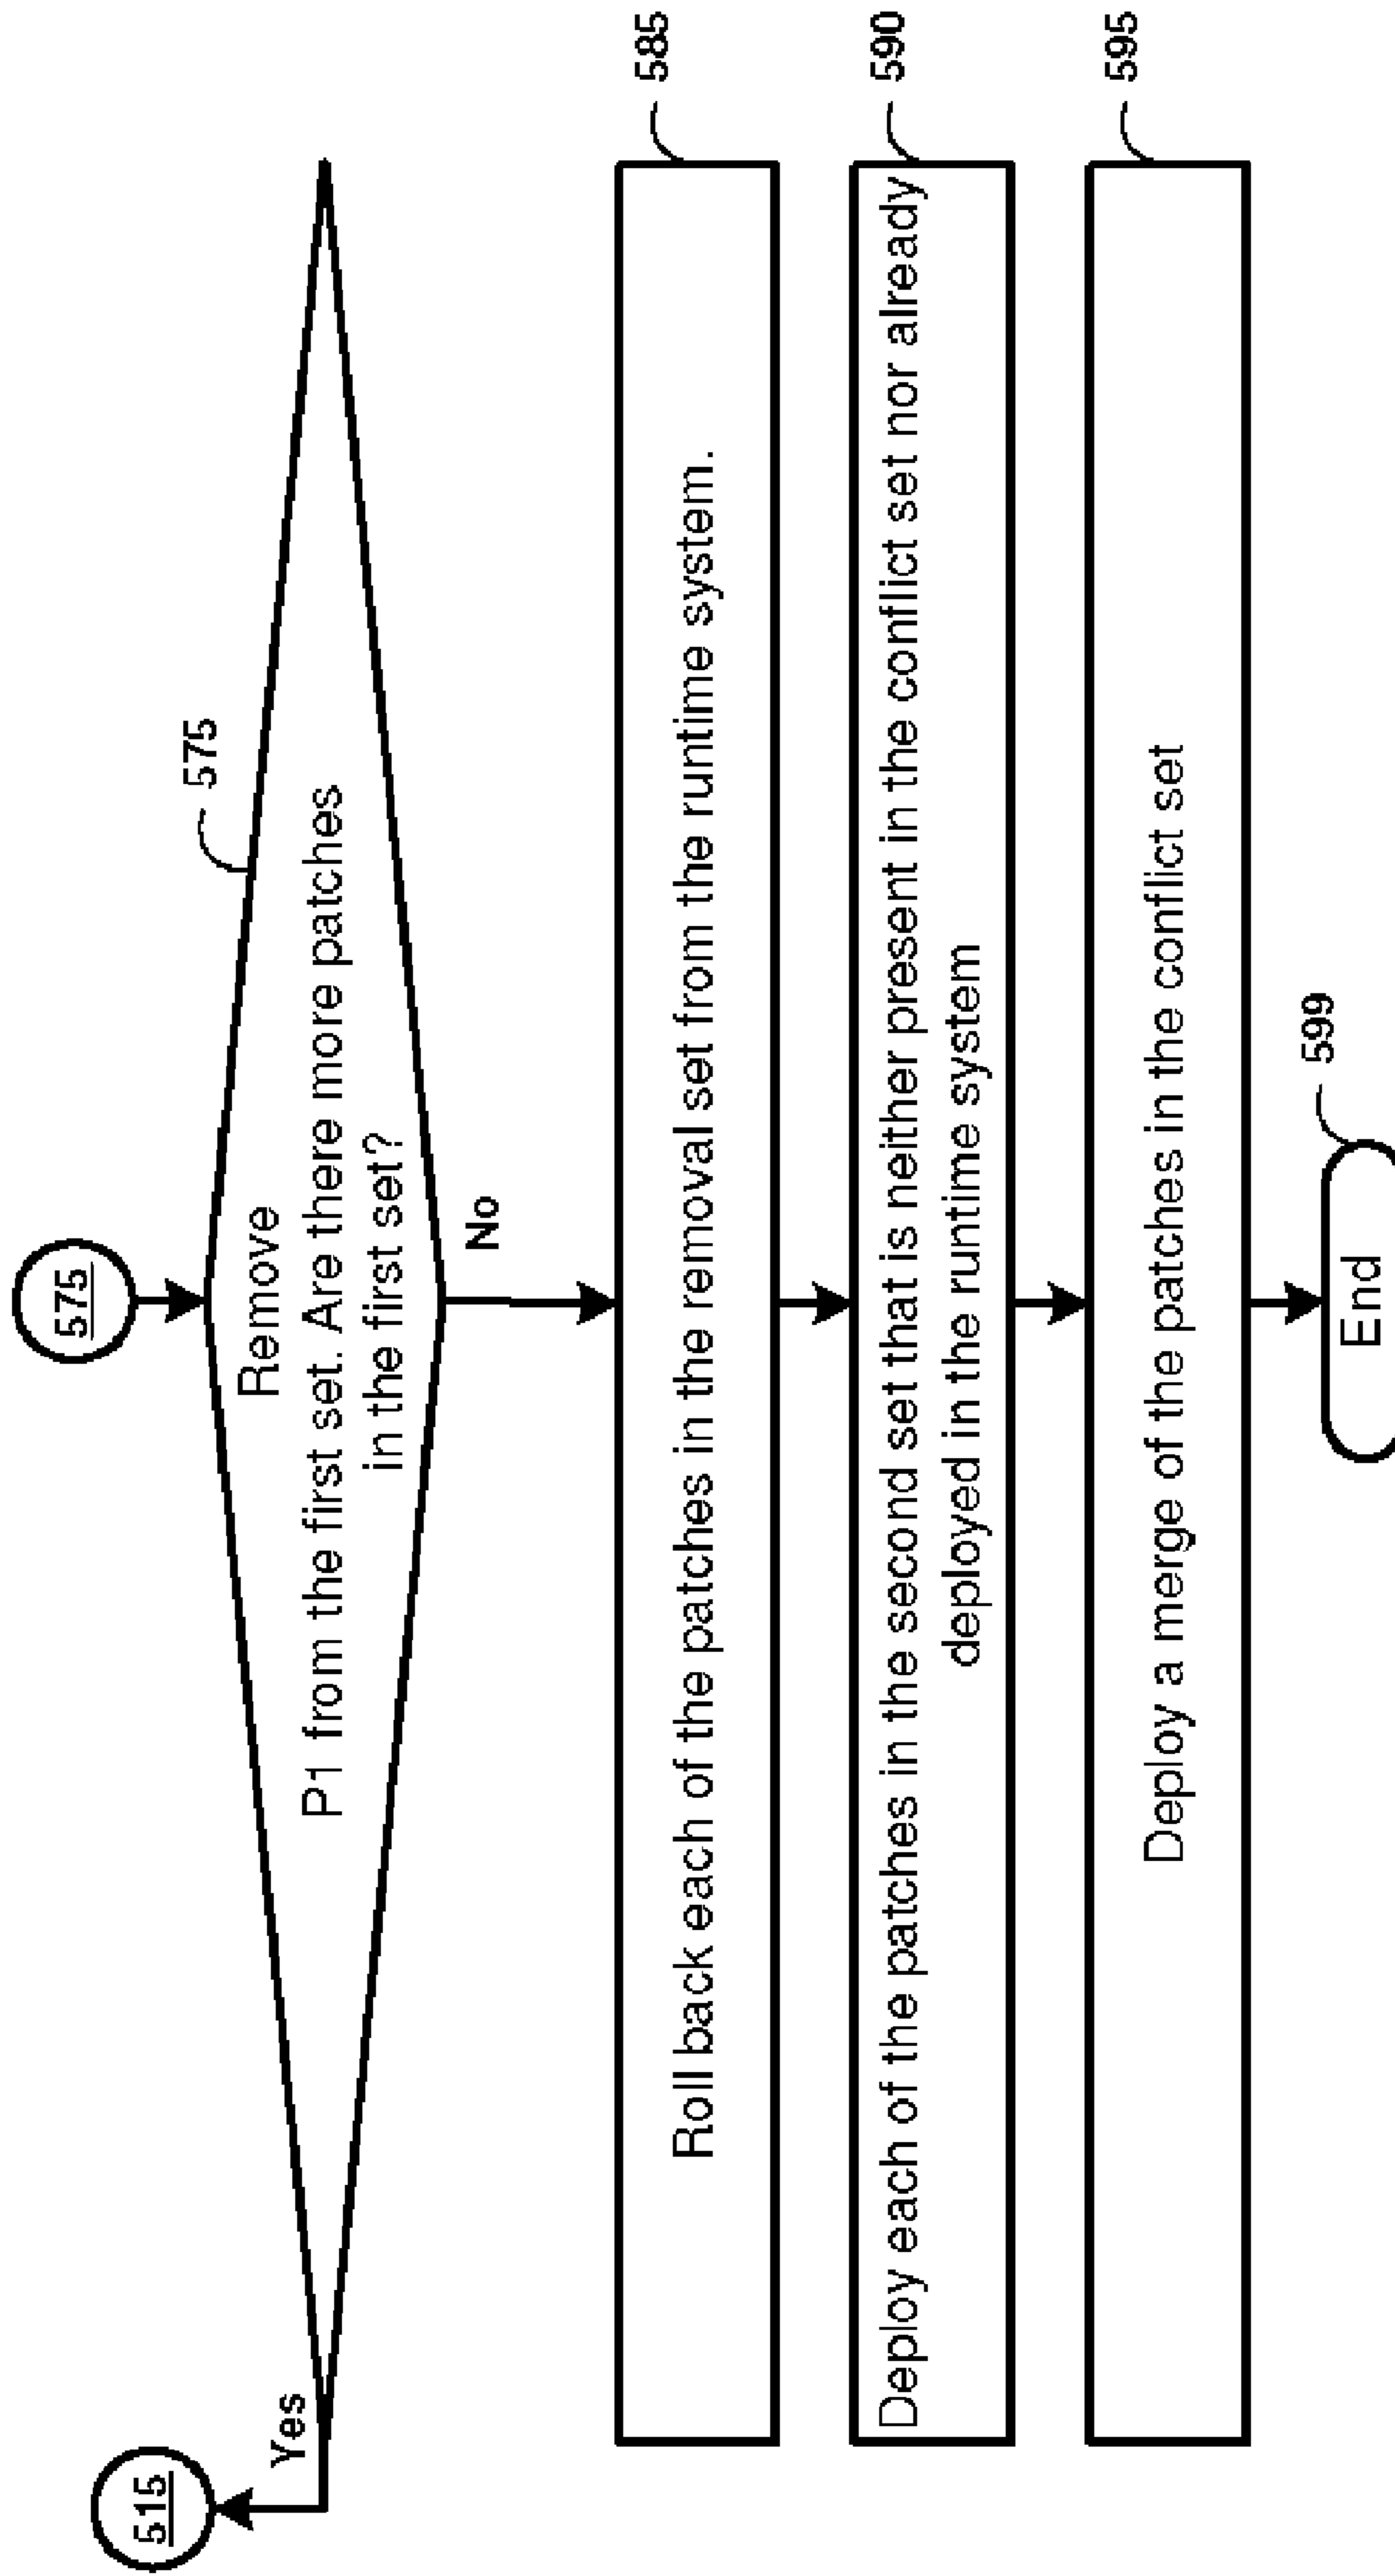 575
515
Yes
575
Remove
P1 from the first set. Are there more patches
in the first set?
No
585
Roll back each of the patches in the removal set from the runtime system.
590
Deploy each of the patches in the second set that is neither present in the conflict set nor already
deployed in the runtime system
595
Deploy a merge of the patches in the conflict set
599
End